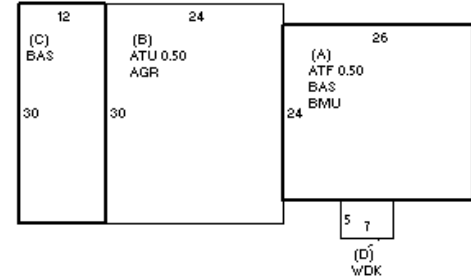 12
24
26
(C)
BAS
(B)
ATU 0.50
AGR
(A)
ATF 0.50
BAS
BMU
30
30
24
5
7
(D)
WDK